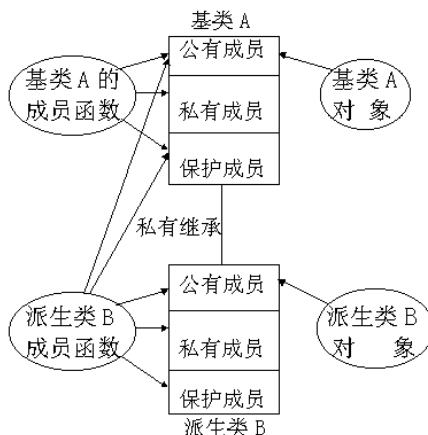 基类A
公有成员
基类A的
成员函数
私有成员
基类A
对 象
保护成员
私有继承
公有成员
派生类B
成员函数
私有成员
派生类B
对 象
保护成员
派生类B